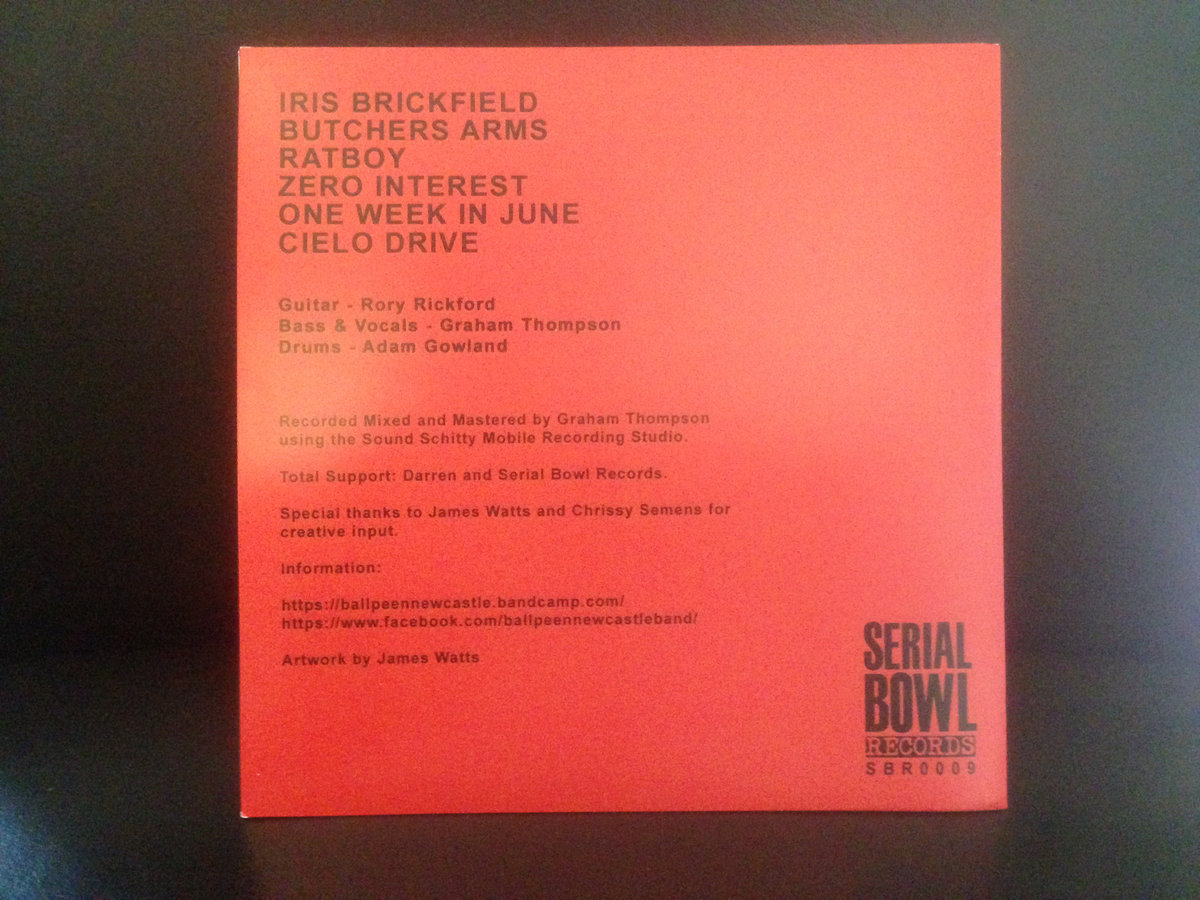 IRIS BRICKFIELD
BUTCHERS ARMS
RATBOY
ZERO INTEREST
ONE WEEK IN JUNE
CIELO DRIVE
Guitar - Rory Rickford
Bass & Vocals - Graham Thompson
Drums - Adam Gowland
Recorded Mixed and Mastered by Graham Thompson
using the Sound Schitty Mobile Recording Studio.
Total Support: Darren and Serial Bowl Records.
Special thanks to James Watts and Chrissy Semens for
creative input.
Information:
https://ballpeennewcastle.bandcamp.com/
https://www.facebook.com/ballpeennewcastleband/
Artwork by James Watts
SERIAL
BOWL
RECORDS
SBR0009